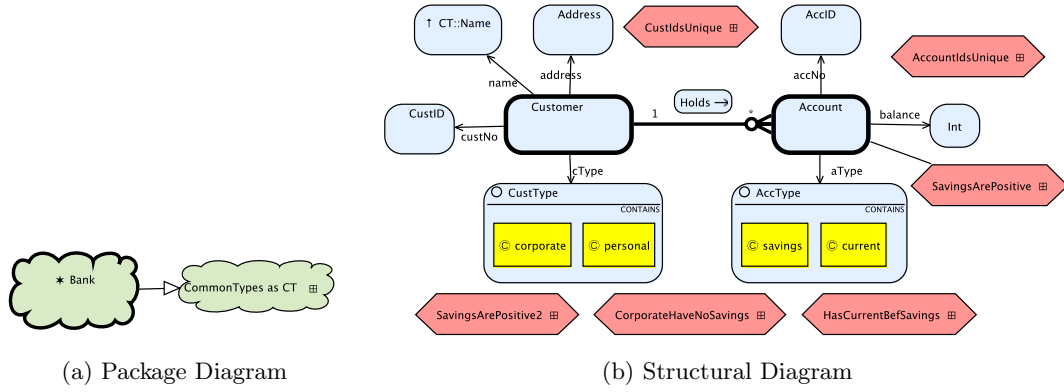 ↑ CT::Name
Address
CustIdsUnique ⊞
AccID
AccountIdsUnique ⊞
name
address
accNo
CustID
custNo
Customer
1
Holds →
*
Account
balance
Int
cType
aType
SavingsArePositive ⊞
CustType
CONTAINS
© corporate
© personal
AccType
CONTAINS
© savings
© current
✶ Bank
CommonTypes as CT ⊞
SavingsArePositive2 ⊞
CorporateHaveNoSavings ⊞
HasCurrentBefSavings ⊞
(a) Package Diagram
(b) Structural Diagram